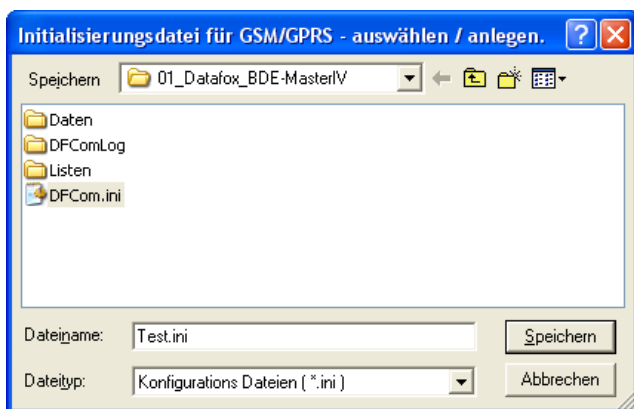 Initialisierungsdatei für GSM/GPRS - auswählen / anlegen.
Speichern 01_Datafox_BDE-MasterIV
Daten
DFComLog
Listen
DFCom.ini
Dateiname: Test.ini Speichern
Dateityp: Konfigurations Dateien ( *.ini ) Abbrechen